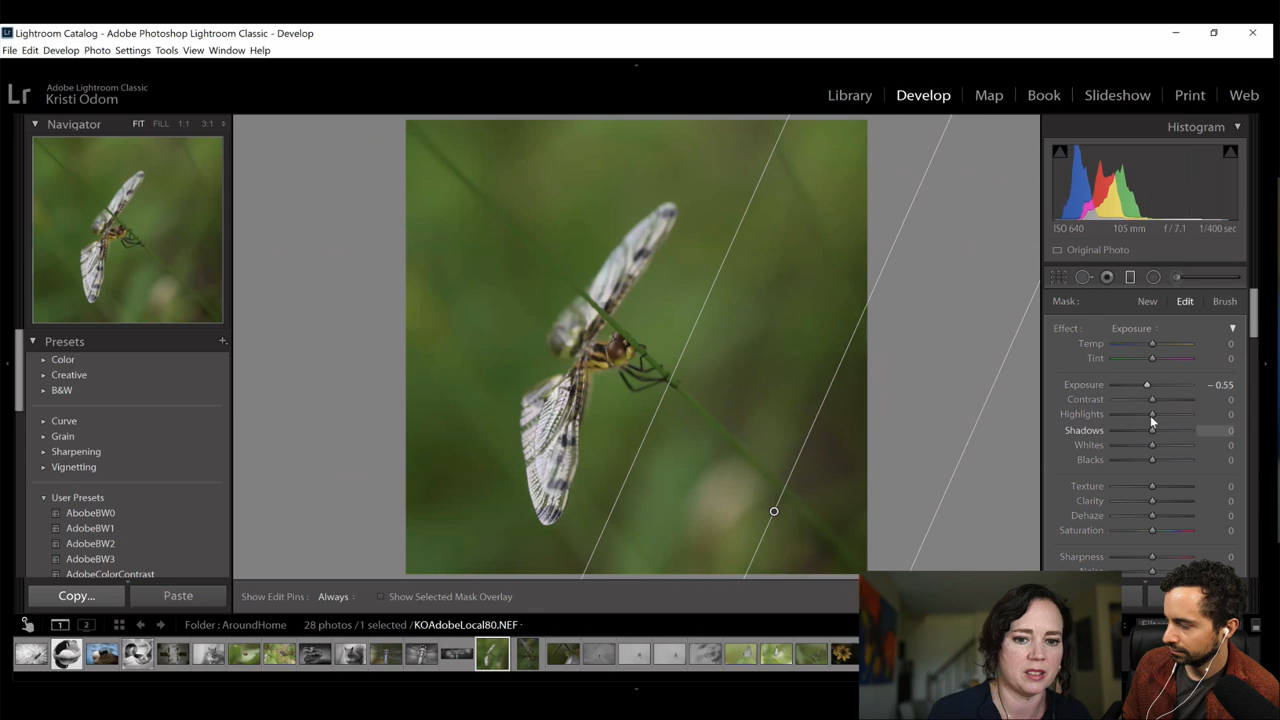 Lr Lightroom Catalog - Adobe Photoshop Lightroom Classic - Develop
File Edit Develop Photo Settings Tools View Window Help
Lr Adobe Lightroom Classic
Kristi Odom
Library Develop Map Book Slideshow Print Web
Navigator FIT FILL 1:1 3:1
Histogram
ISO 640 105 mm f / 7.1 1/400 sec
Original Photo
Mask : New Edit Brush
Effect : Exposure
Temp 0
Tint 0
Exposure – 0.55
Contrast 0
Highlights 0
Shadows 0
Whites 0
Blacks 0
Texture 0
Clarity 0
Dehaze 0
Saturation 0
Sharpness 0
Presets
Color
Creative
B&W
Curve
Grain
Sharpening
Vignetting
User Presets
AbobeBW0
AdobeBW1
AdobeBW2
AdobeBW3
AdobeColorContrast
Copy... Paste
Show Edit Pins : Always Show Selected Mask Overlay
1 2 Folder : AroundHome 28 photos / 1 selected / KOAdobeLocal80.NEF